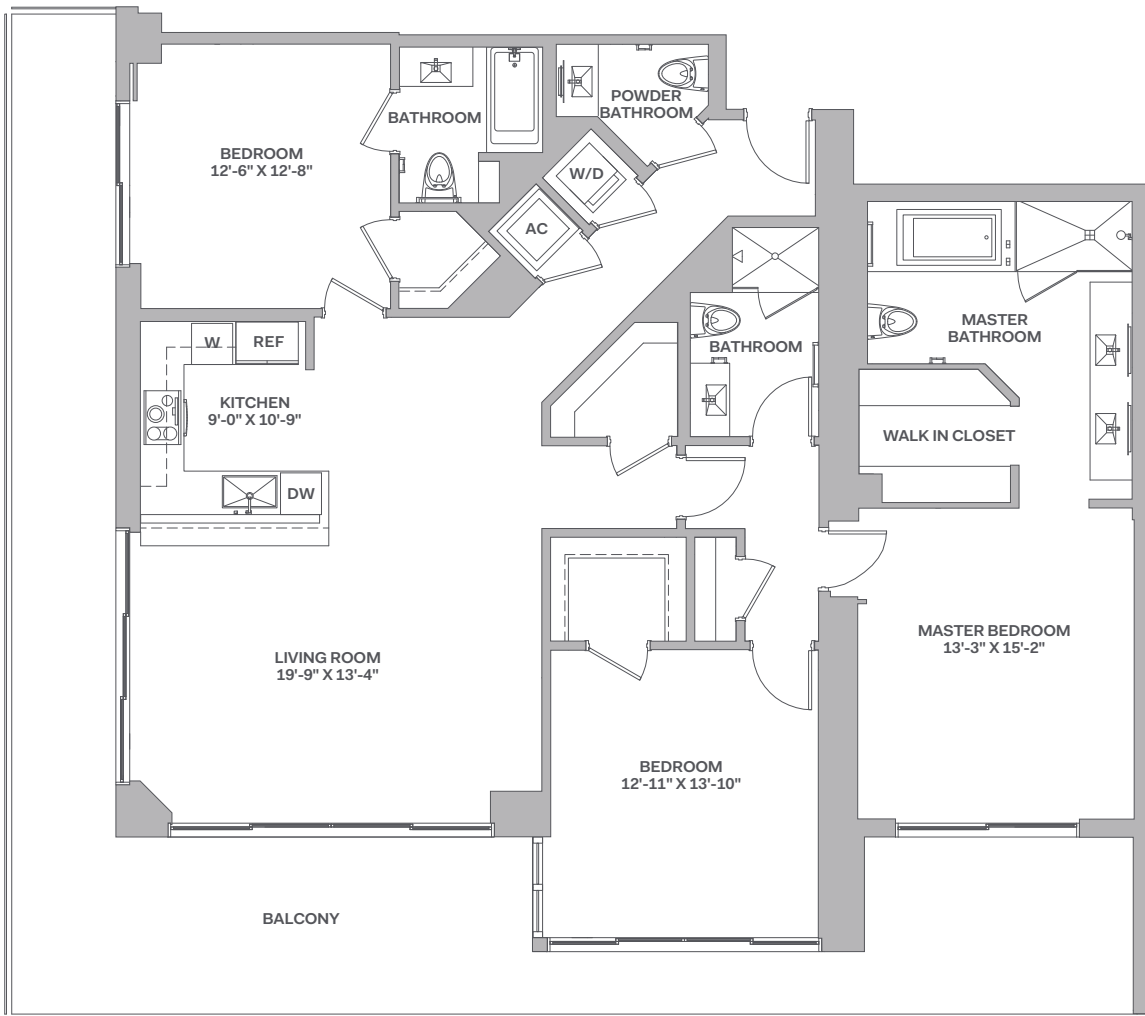 BEDROOM
12'-6" X 12'-8"
BATHROOM
POWDER
BATHROOM
W/D
AC
W
REF
KITCHEN
9'-0" X 10'-9"
DW
BATHROOM
MASTER
BATHROOM
WALK IN CLOSET
LIVING ROOM
19'-9" X 13'-4"
MASTER BEDROOM
13'-3" X 15'-2"
BEDROOM
12'-11" X 13'-10"
BALCONY